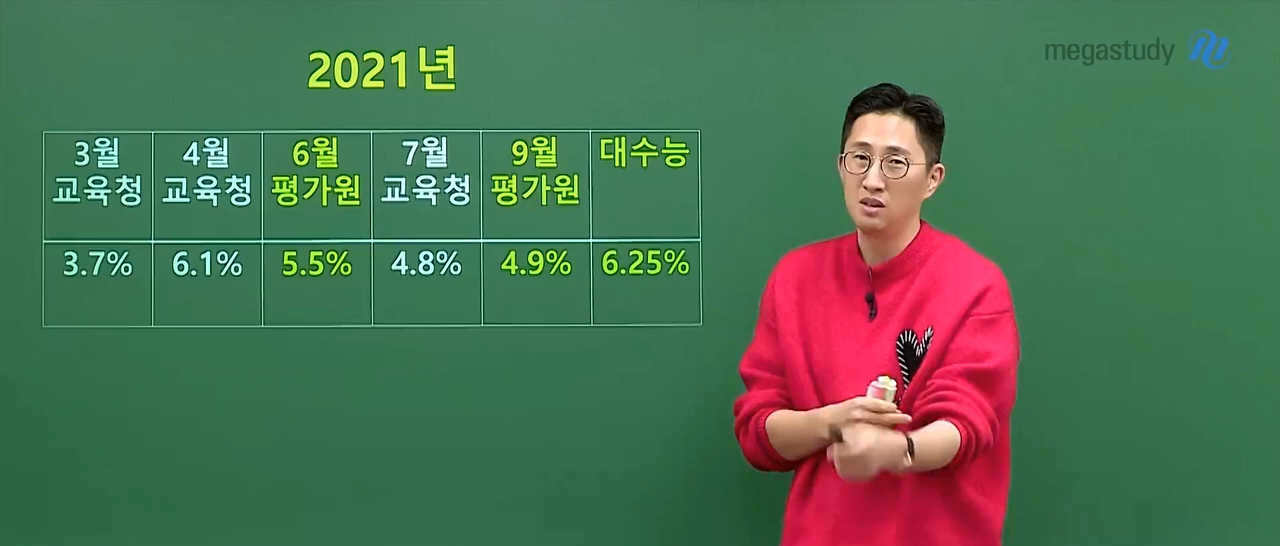 2021년
megastudy
3월 교육청
4월 교육청
6월 평가원
7월 교육청
9월 평가원
대수능
3.7%
6.1%
5.5%
4.8%
4.9%
6.25%